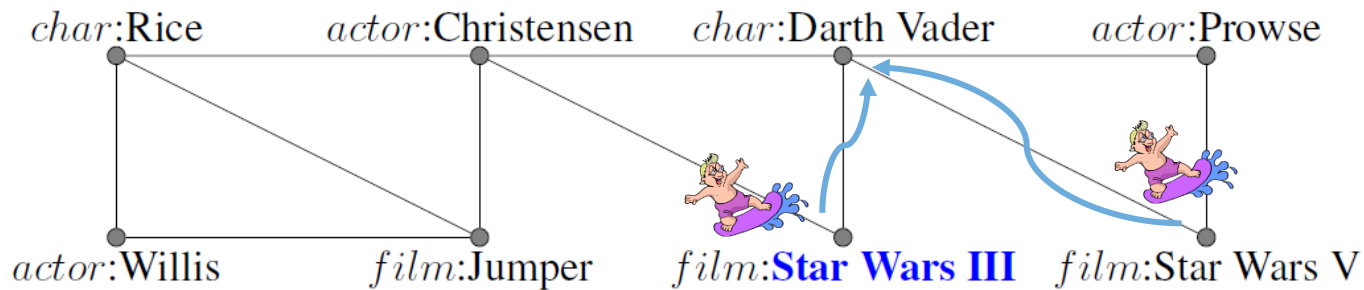 char:Rice actor:Christensen char:Darth Vader actor:Prowse
actor:Willis film:Jumper film:Star Wars III film:Star Wars V